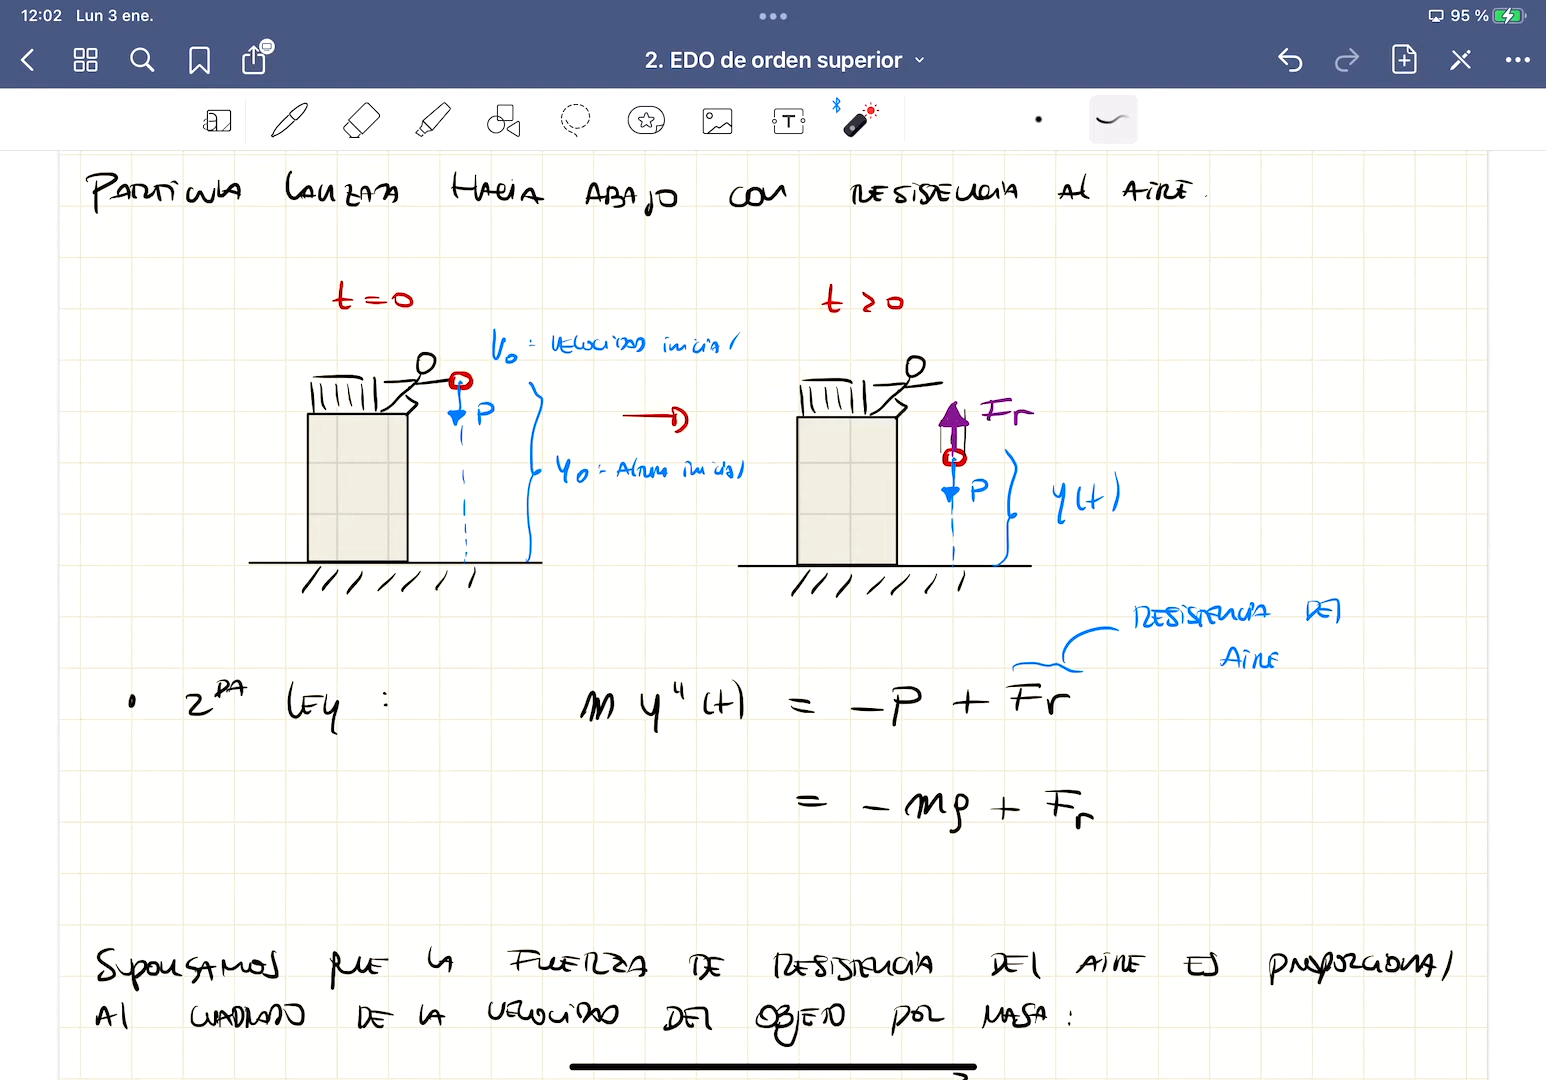 12:02 Lun 3 ene.
95 %
2. EDO de orden superior
T
PARTICULA LANZADA HACIA ABAJO CON RESISTENCIA AL AIRE.
t = 0
t > 0
V₀ = VELOCIDAD inicial
P
Fr
y₀ = Altura inicial
P
y(t)
RESISTENCIA DEL
AIRE
• 2ᴰᴬ LEY : m y"(t) = -P + Fr
= -mg + Fr
SUPONGAMOS QUE LA FUERZA DE RESISTENCIA DEL AIRE ES PROPORCIONAL
AL CUADRADO DE LA VELOCIDAD DEL OBJETO POR MASA :